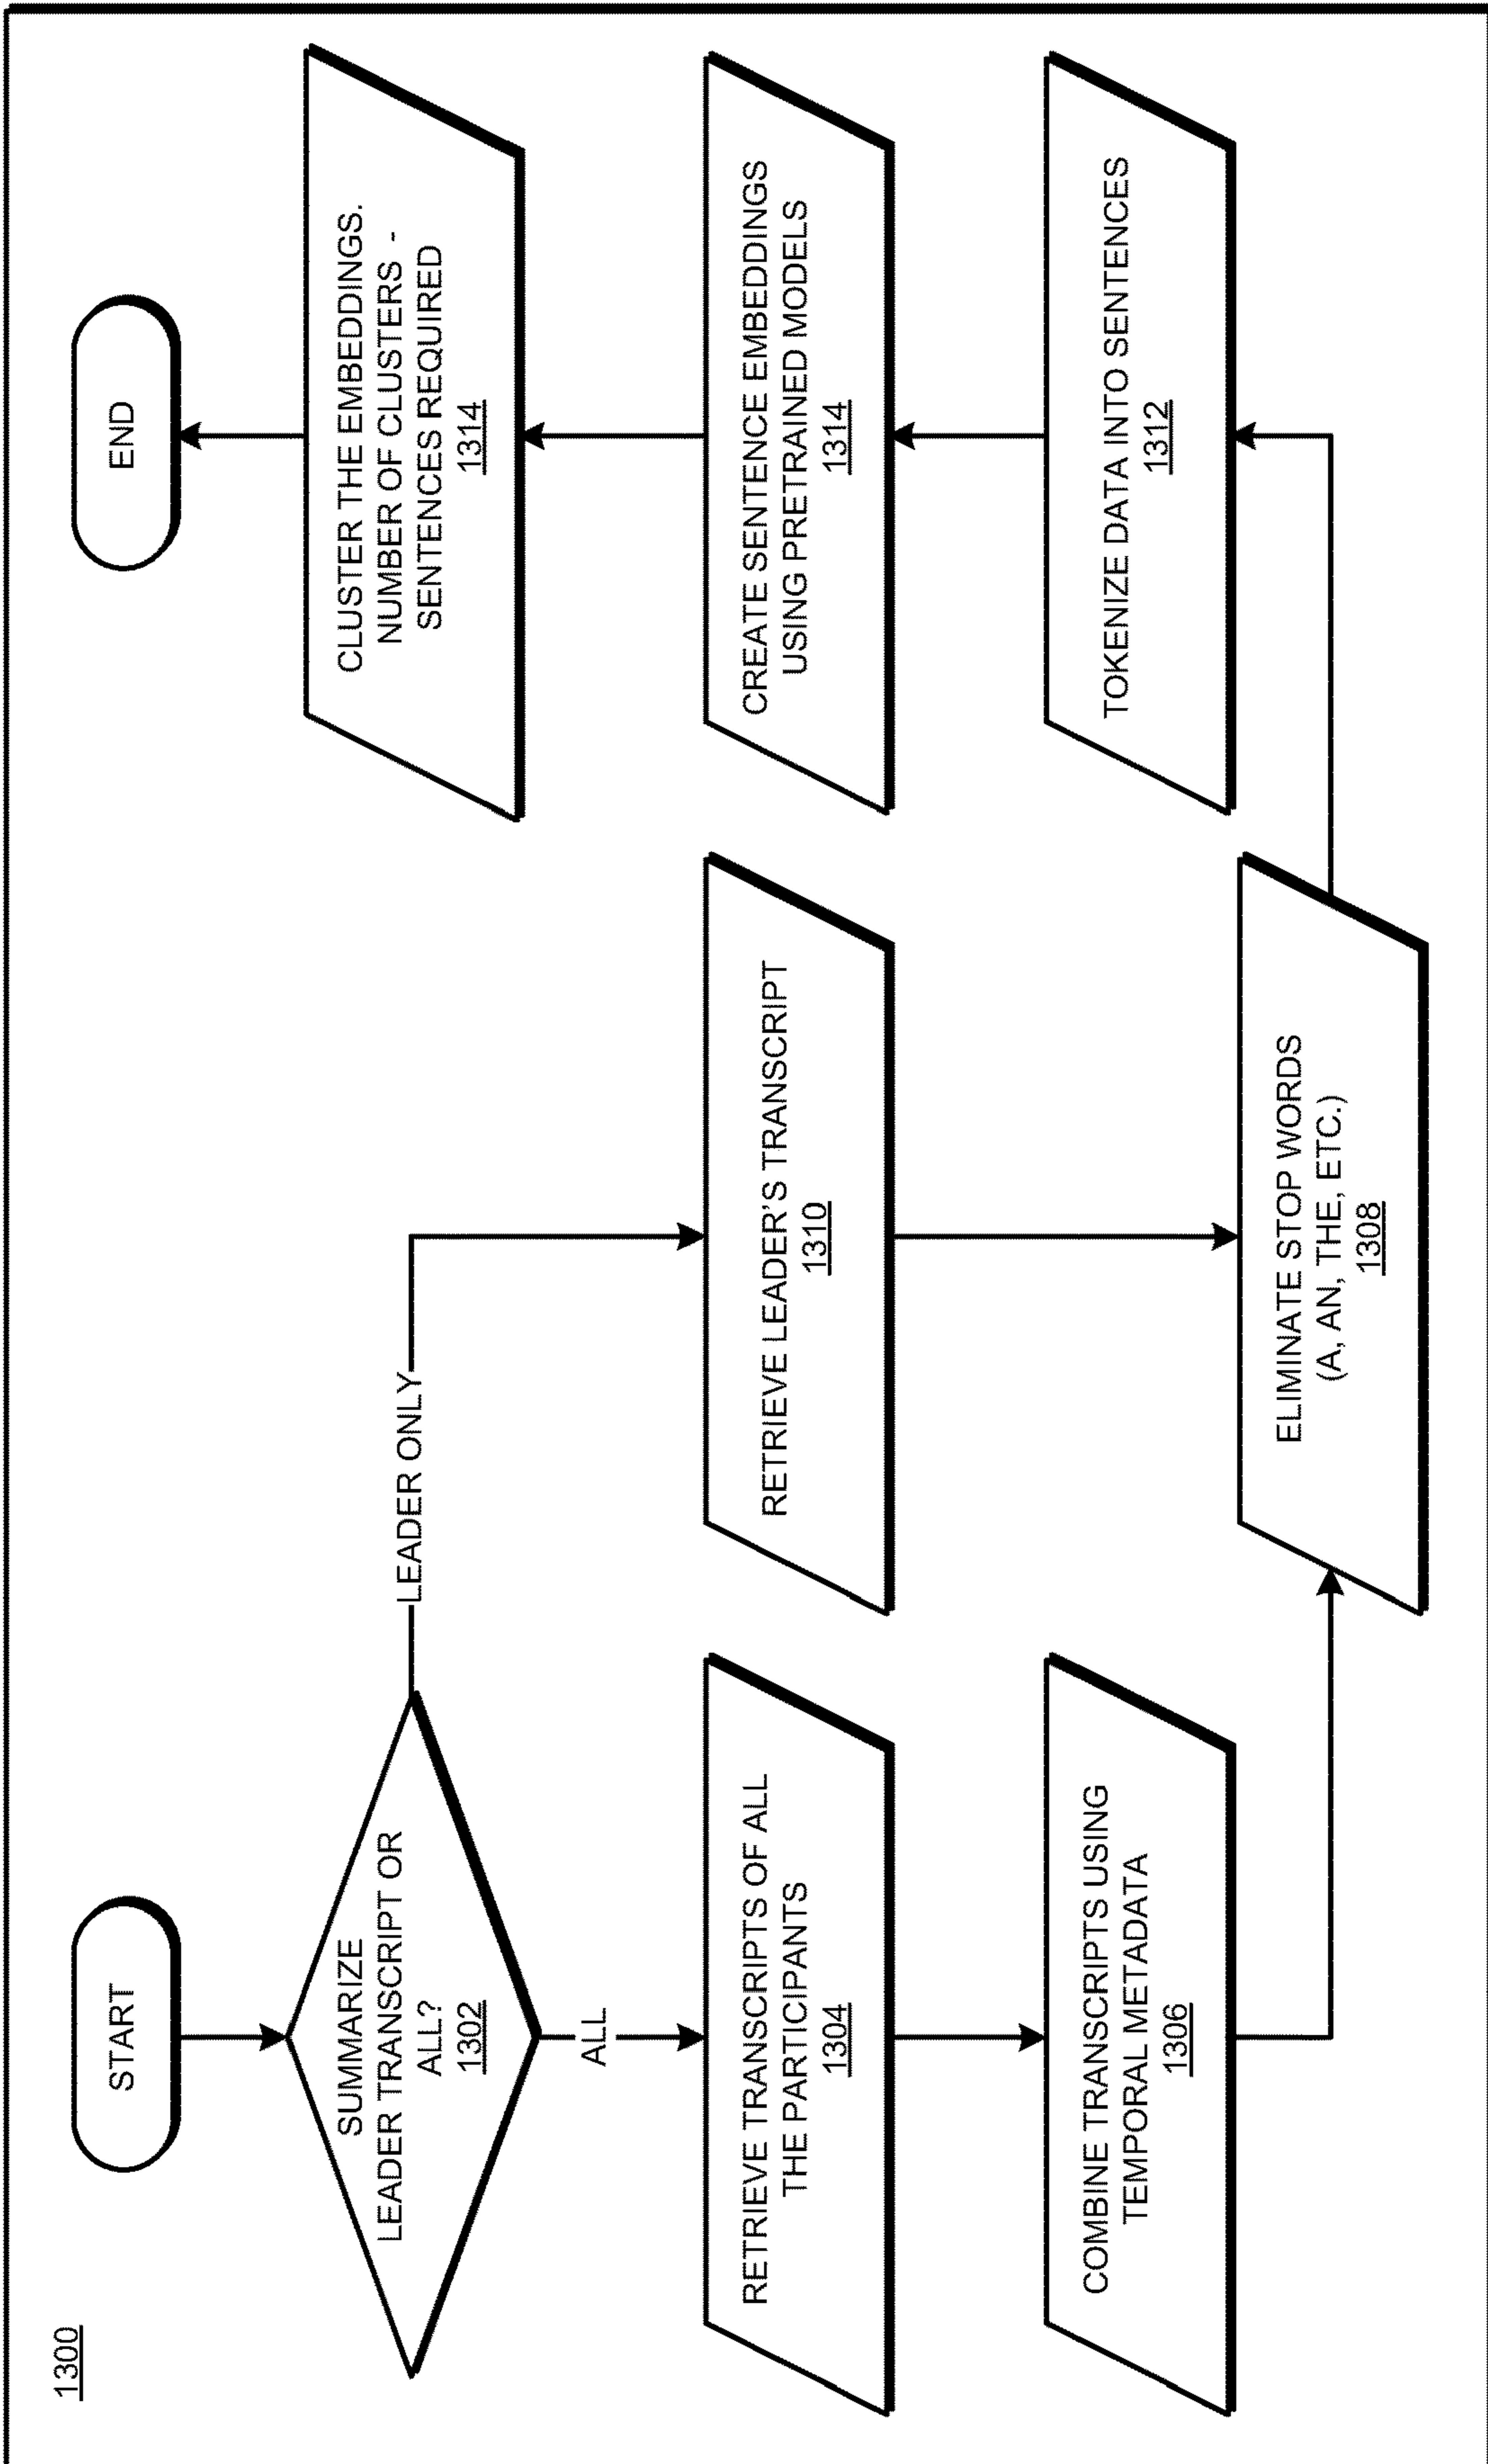 1300
START
SUMMARIZE
LEADER TRANSCRIPT OR
ALL?
1302
LEADER ONLY
ALL
RETRIEVE TRANSCRIPTS OF ALL
THE PARTICIPANTS
1304
COMBINE TRANSCRIPTS USING
TEMPORAL METADATA
1306
RETRIEVE LEADER'S TRANSCRIPT
1310
ELIMINATE STOP WORDS
(A, AN, THE, ETC.)
1308
TOKENIZE DATA INTO SENTENCES
1312
CREATE SENTENCE EMBEDDINGS
USING PRETRAINED MODELS
1314
CLUSTER THE EMBEDDINGS.
NUMBER OF CLUSTERS -
SENTENCES REQUIRED
1314
END